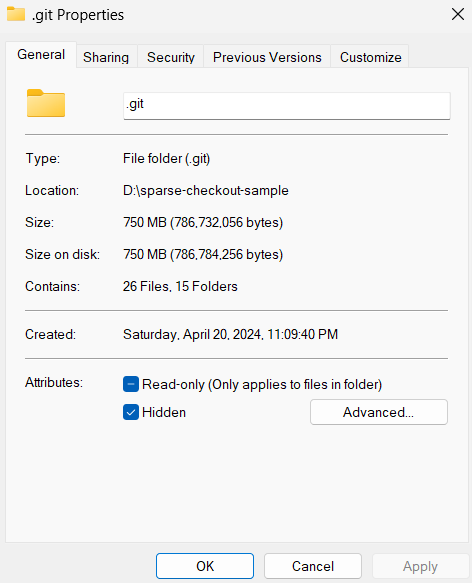 .git Properties
General Sharing Security Previous Versions Customize
.git
Type: File folder (.git)
Location: D:\sparse-checkout-sample
Size: 750 MB (786,732,056 bytes)
Size on disk: 750 MB (786,784,256 bytes)
Contains: 26 Files, 15 Folders
Created: Saturday, April 20, 2024, 11:09:40 PM
Attributes: Read-only (Only applies to files in folder)
Hidden Advanced...
OK Cancel Apply